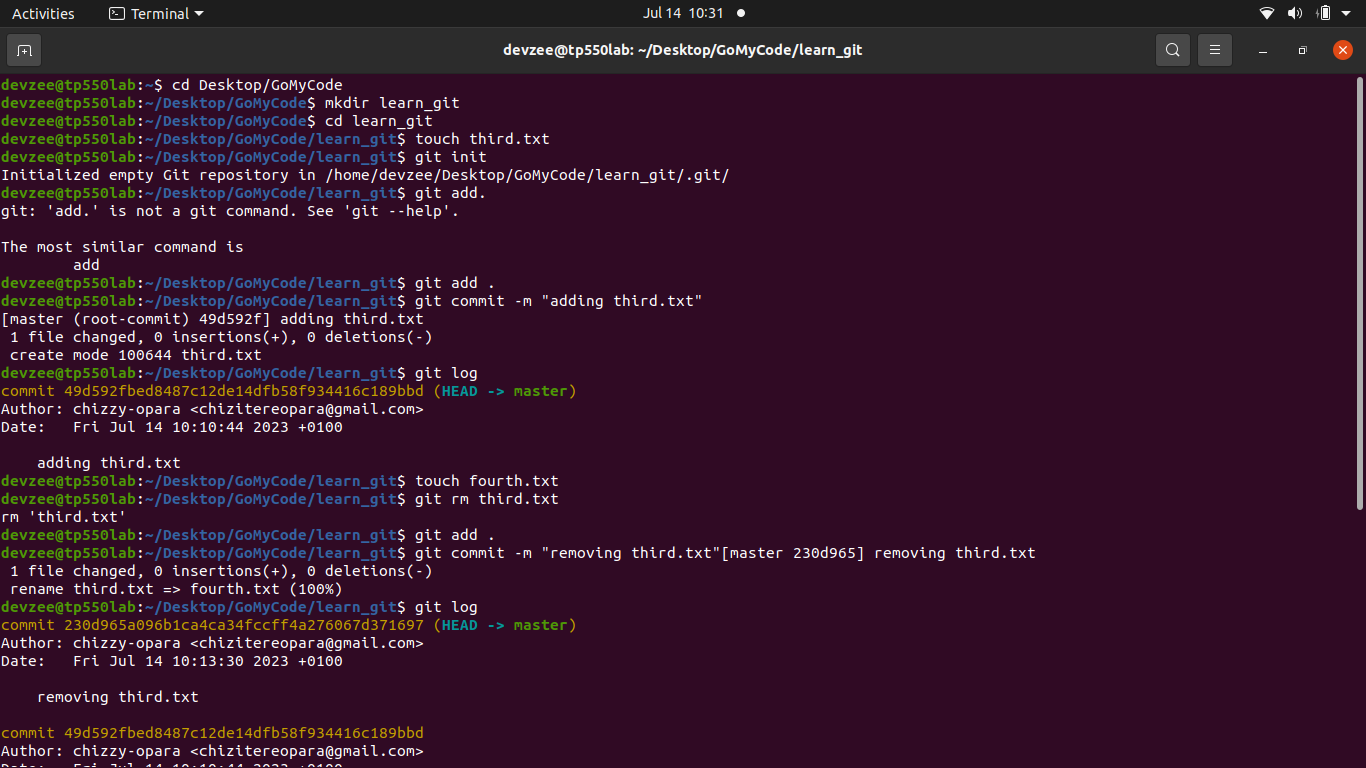 Activities Terminal Jul 14 10:31
devzee@tp550lab: ~/Desktop/GoMyCode/learn_git
devzee@tp550lab:~$ cd Desktop/GoMyCode
devzee@tp550lab:~/Desktop/GoMyCode$ mkdir learn_git
devzee@tp550lab:~/Desktop/GoMyCode$ cd learn_git
devzee@tp550lab:~/Desktop/GoMyCode/learn_git$ touch third.txt
devzee@tp550lab:~/Desktop/GoMyCode/learn_git$ git init
Initialized empty Git repository in /home/devzee/Desktop/GoMyCode/learn_git/.git/
devzee@tp550lab:~/Desktop/GoMyCode/learn_git$ git add.
git: 'add.' is not a git command. See 'git --help'.

The most similar command is
        add
devzee@tp550lab:~/Desktop/GoMyCode/learn_git$ git add .
devzee@tp550lab:~/Desktop/GoMyCode/learn_git$ git commit -m "adding third.txt"
[master (root-commit) 49d592f] adding third.txt
 1 file changed, 0 insertions(+), 0 deletions(-)
 create mode 100644 third.txt
devzee@tp550lab:~/Desktop/GoMyCode/learn_git$ git log
commit 49d592fbed8487c12de14dfb58f934416c189bbd (HEAD -> master)
Author: chizzy-opara <chizitereopara@gmail.com>
Date:   Fri Jul 14 10:10:44 2023 +0100

    adding third.txt
devzee@tp550lab:~/Desktop/GoMyCode/learn_git$ touch fourth.txt
devzee@tp550lab:~/Desktop/GoMyCode/learn_git$ git rm third.txt
rm 'third.txt'
devzee@tp550lab:~/Desktop/GoMyCode/learn_git$ git add .
devzee@tp550lab:~/Desktop/GoMyCode/learn_git$ git commit -m "removing third.txt"[master 230d965] removing third.txt
 1 file changed, 0 insertions(+), 0 deletions(-)
 rename third.txt => fourth.txt (100%)
devzee@tp550lab:~/Desktop/GoMyCode/learn_git$ git log
commit 230d965a096b1ca4ca34fccff4a276067d371697 (HEAD -> master)
Author: chizzy-opara <chizitereopara@gmail.com>
Date:   Fri Jul 14 10:13:30 2023 +0100

    removing third.txt

commit 49d592fbed8487c12de14dfb58f934416c189bbd
Author: chizzy-opara <chizitereopara@gmail.com>
Date:   Fri Jul 14 10:10:44 2023 +0100